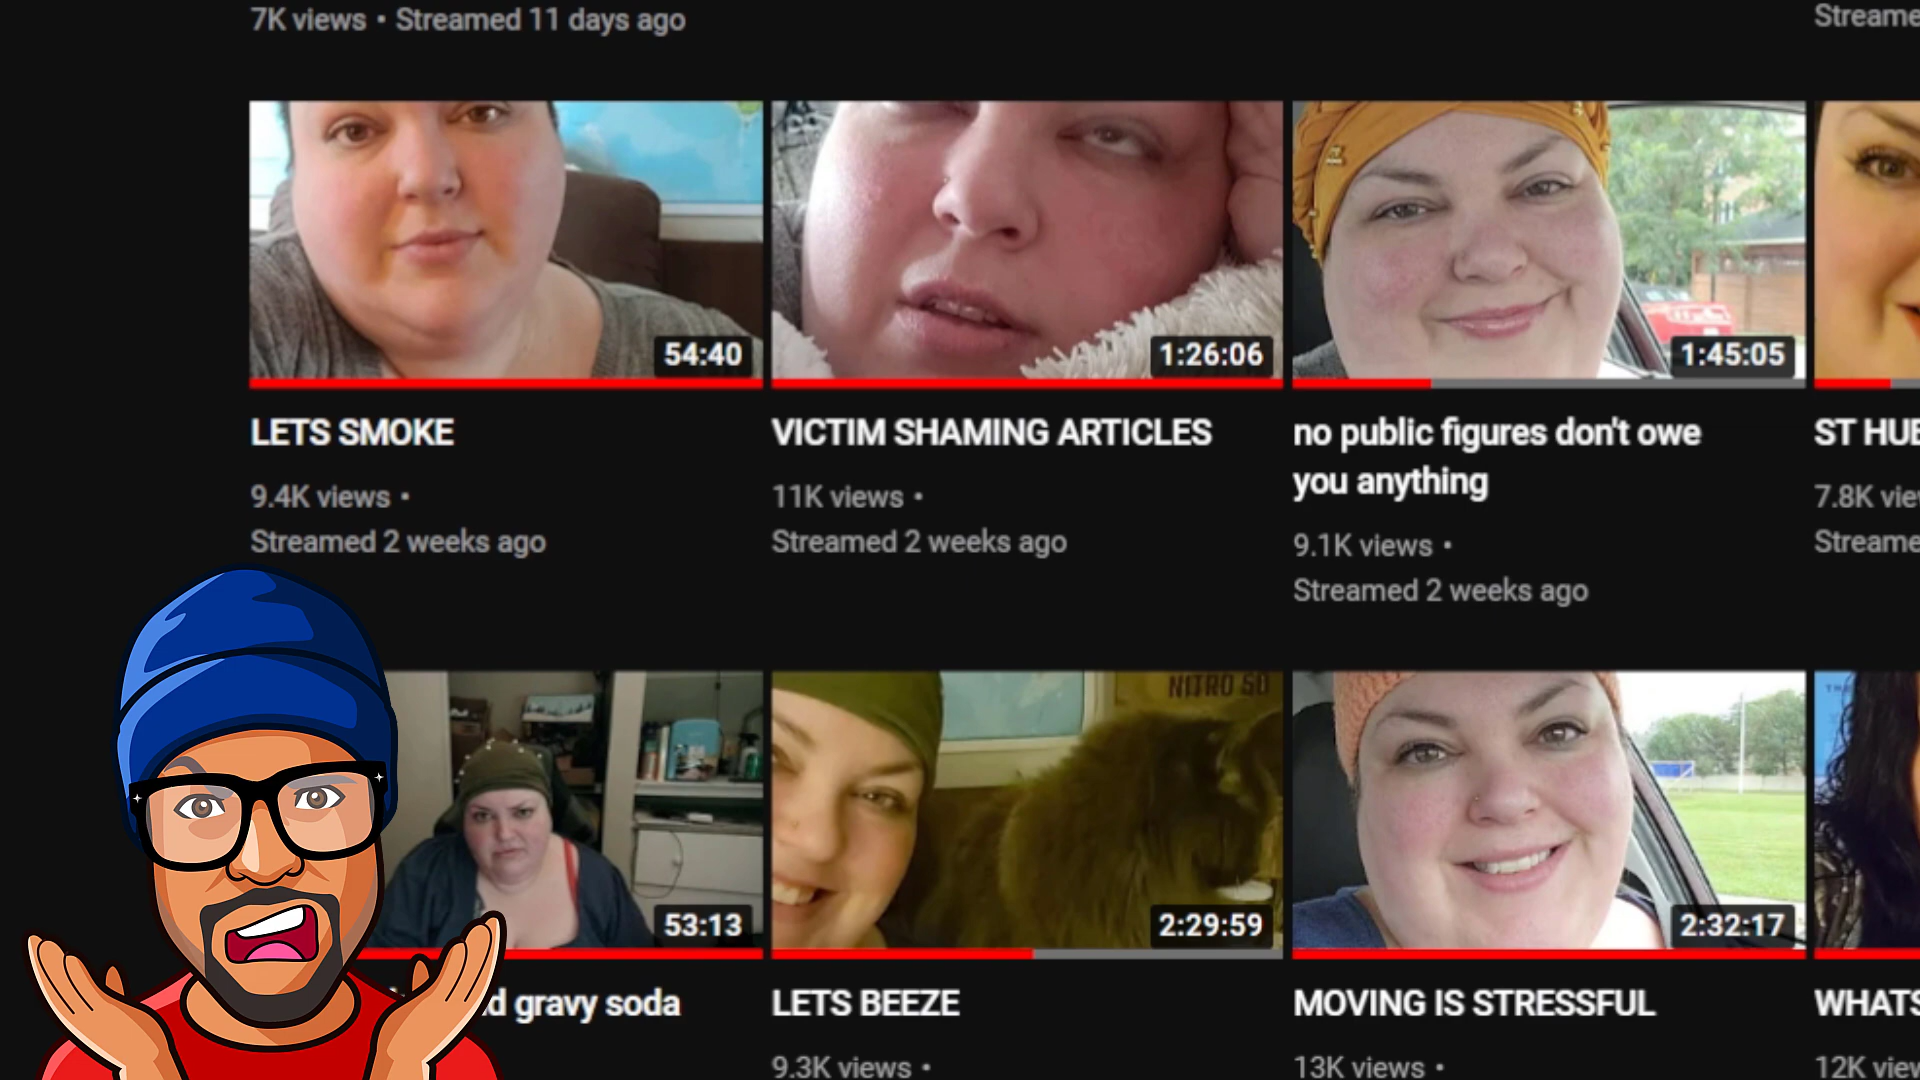 7K views • Streamed 11 days ago
Streame
54:40
1:26:06
1:45:05
LETS SMOKE
VICTIM SHAMING ARTICLES
no public figures don't owe
you anything
ST HUB
9.4K views •
11K views •
9.1K views •
7.8K vie
Streamed 2 weeks ago
Streamed 2 weeks ago
Streamed 2 weeks ago
Streame
NITRO 50
53:13
2:29:59
2:32:17
d gravy soda
LETS BEEZE
MOVING IS STRESSFUL
WHATS
9.3K views •
13K views •
12K view